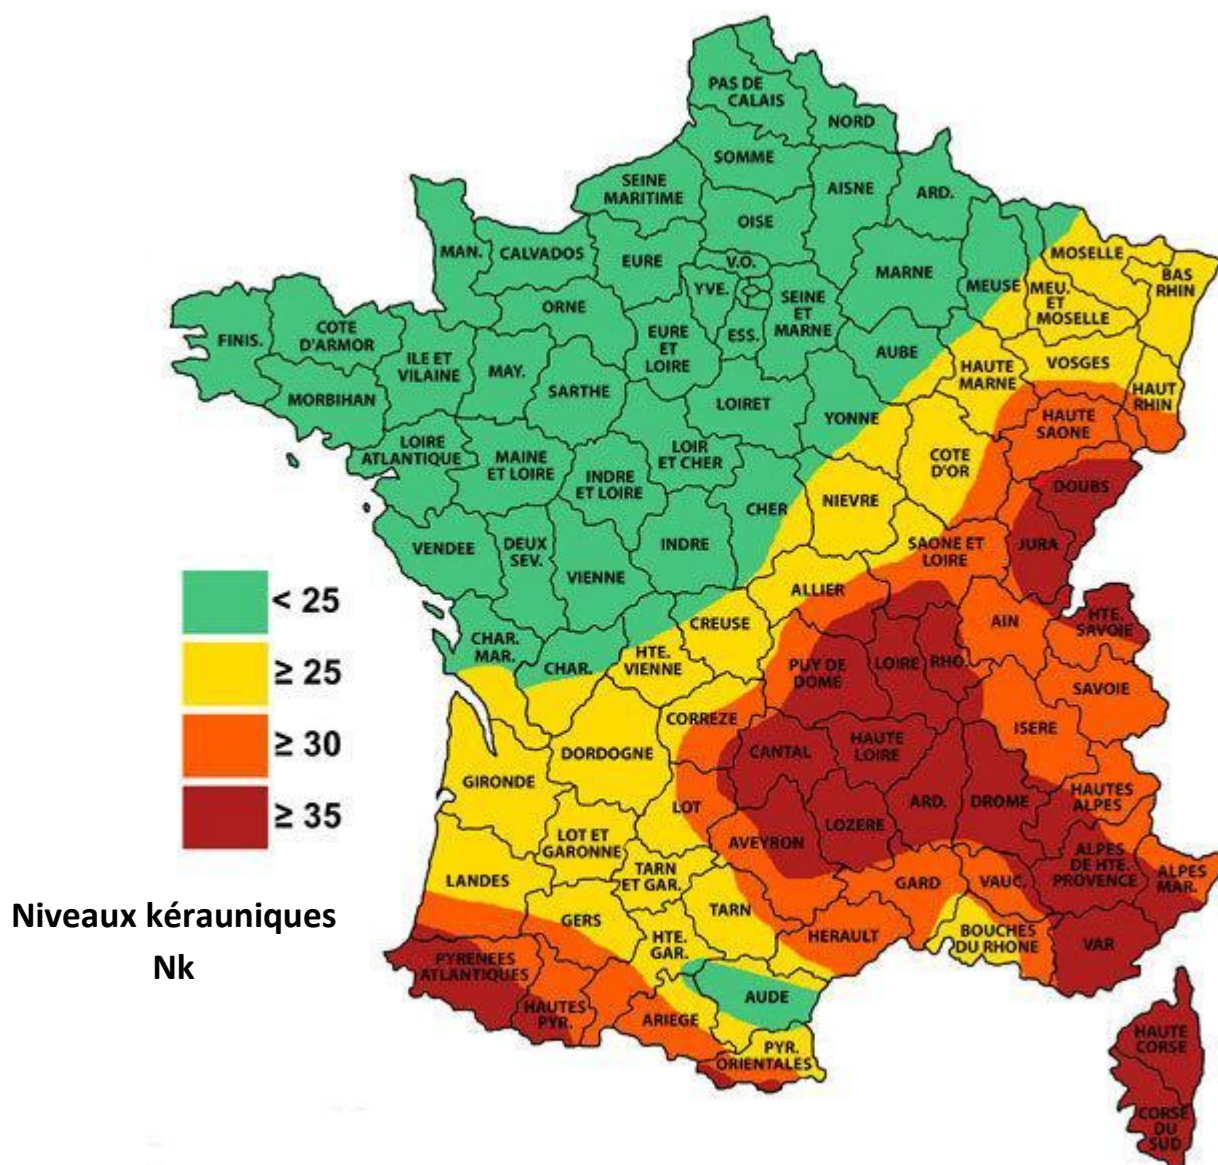 PAS DE
CALAIS
NORD
SOMME
SEINE
MARITIME
AISNE
ARD.
OISE
MAN.
CALVADOS
EURE
V.O.
MARNE
MEUSE
MOSELLE
BAS
RHIN
YVE.
SEINE
ET
MARNE
MEU.
ET
MOSELLE
ORNE
FINIS.
COTE
D'ARMOR
ILE ET
VILAINE
MAY.
EURE
ET
LOIRE
ESS.
AUBE
HAUTE
MARNE
VOSGES
HAUT
RHIN
MORBIHAN
SARTHE
LOIRET
YONNE
HAUTE
SAONE
LOIRE
ATLANTIQUE
MAINE
ET LOIRE
INDRE
ET LOIRE
LOIR
ET CHER
COTE
D'OR
CHER
NIEVRE
DOUBS
VENDEE
DEUX
SEV.
VIENNE
INDRE
SAONE ET
LOIRE
JURA
ALLIER
< 25
≥ 25
≥ 30
≥ 35
CHAR.
MAR.
CHAR.
HTE.
VIENNE
CREUSE
PUY DE
DOME
LOIRE
RHO.
AIN
HTE.
SAVOIE
SAVOIE
CORREZE
ISERE
DORDOGNE
CANTAL
HAUTE
LOIRE
GIRONDE
LOT
ARD.
DROME
HAUTES
ALPES
LOT ET
GARONNE
AVEYRON
LOZERE
ALPES
DE HTE.
PROVENCE
ALPES
MAR.
LANDES
TARN
ET GAR.
GARD
VAUC.
GERS
TARN
HTE.
GAR.
HERAULT
BOUCHES
DU RHONE
VAR
Niveaux kérauniques
Nk
PYRENEES
ATLANTIQUES
HAUTES
PYR.
ARIEGE
AUDE
PYR.
ORIENTALES
HAUTE
CORSE
CORSE
DU
SUD